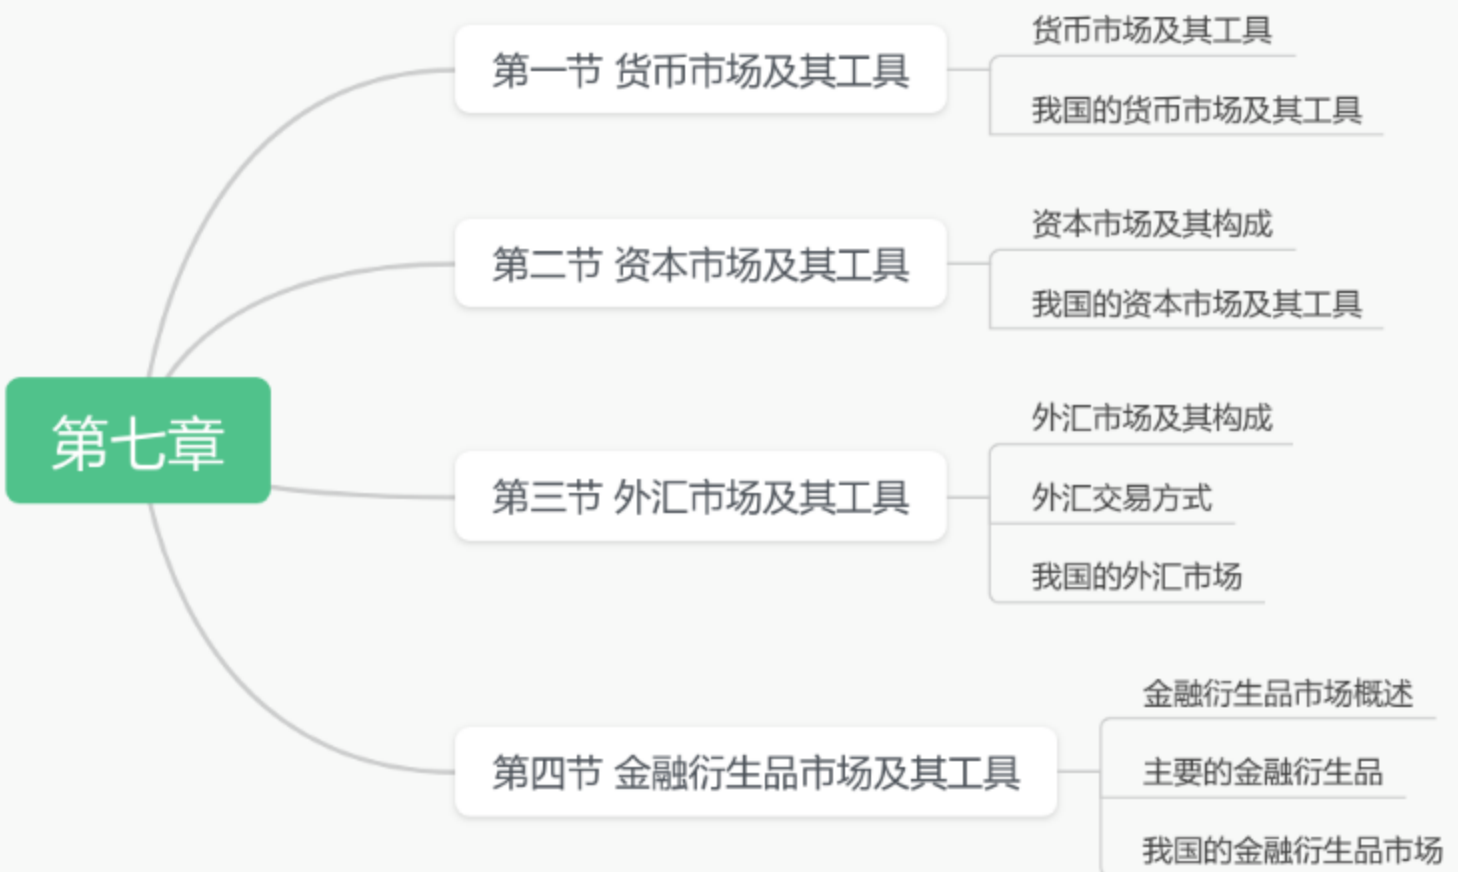 第七章
第一节 货币市场及其工具
货币市场及其工具
我国的货币市场及其工具
第二节 资本市场及其工具
资本市场及其构成
我国的资本市场及其工具
第三节 外汇市场及其工具
外汇市场及其构成
外汇交易方式
我国的外汇市场
第四节 金融衍生品市场及其工具
金融衍生品市场概述
主要的金融衍生品
我国的金融衍生品市场